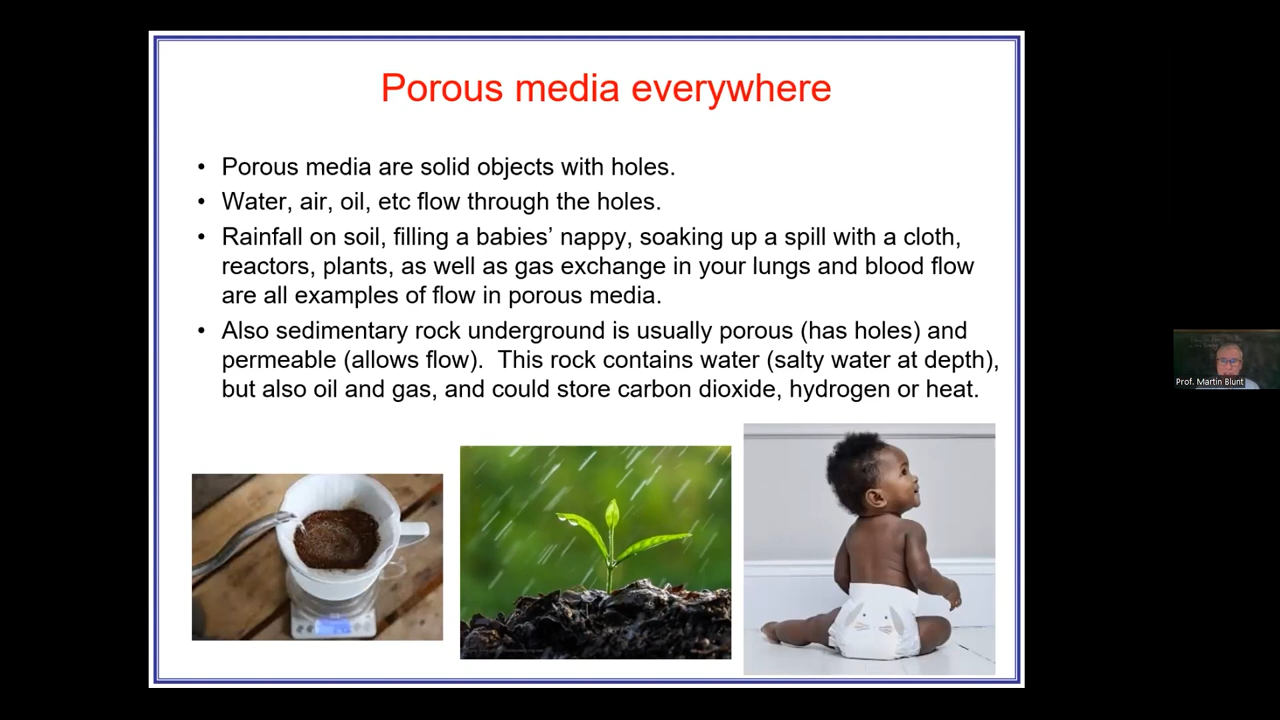 Porous media everywhere
• Porous media are solid objects with holes.
• Water, air, oil, etc flow through the holes.
• Rainfall on soil, filling a babies’ nappy, soaking up a spill with a cloth,
reactors, plants, as well as gas exchange in your lungs and blood flow
are all examples of flow in porous media.
• Also sedimentary rock underground is usually porous (has holes) and
permeable (allows flow).  This rock contains water (salty water at depth),
but also oil and gas, and could store carbon dioxide, hydrogen or heat.
Prof. Martin Blunt